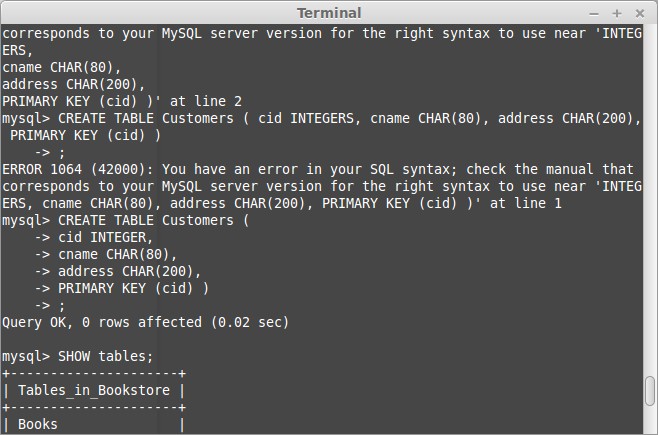 Terminal
corresponds to your MySQL server version for the right syntax to use near 'INTEG
ERS,
cname CHAR(80),
address CHAR(200),
PRIMARY KEY (cid) )' at line 2
mysql> CREATE TABLE Customers ( cid INTEGERS, cname CHAR(80), address CHAR(200),
 PRIMARY KEY (cid) )
    -> ;
ERROR 1064 (42000): You have an error in your SQL syntax; check the manual that
corresponds to your MySQL server version for the right syntax to use near 'INTEG
ERS, cname CHAR(80), address CHAR(200), PRIMARY KEY (cid) )' at line 1
mysql> CREATE TABLE Customers (
    -> cid INTEGER,
    -> cname CHAR(80),
    -> address CHAR(200),
    -> PRIMARY KEY (cid) )
    -> ;
Query OK, 0 rows affected (0.02 sec)

mysql> SHOW tables;
+---------------------+
| Tables_in_Bookstore |
+---------------------+
| Books               |